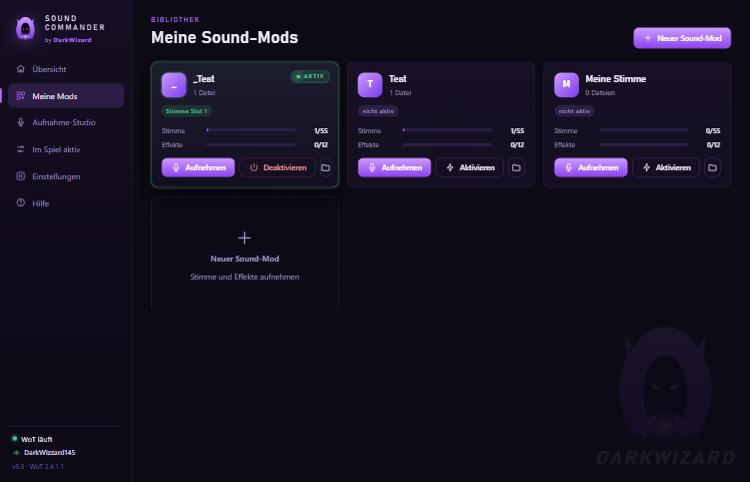 SOUND
COMMANDER
by DarkWizard
Übersicht
Meine Mods
Aufnahme-Studio
Im Spiel aktiv
Einstellungen
Hilfe
WoT läuft
DarkWizzard145
v5.3 · WoT 2.4.1.1
BIBLIOTHEK
Meine Sound-Mods
+ Neuer Sound-Mod
_
_Test
1 Datei
AKTIV
Stimme Slot 1
Stimme 1/55
Effekte 0/12
Aufnehmen Deaktivieren
T
Test
1 Datei
nicht aktiv
Stimme 1/55
Effekte 0/12
Aufnehmen Aktivieren
M
Meine Stimme
0 Dateien
nicht aktiv
Stimme 0/55
Effekte 0/12
Aufnehmen Aktivieren
+
Neuer Sound-Mod
Stimme und Effekte aufnehmen
DARKWIZARD